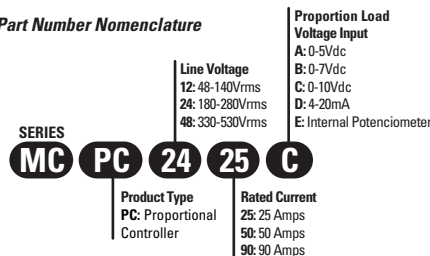 Part Number Nomenclature
Proportion Load
Voltage Input
A: 0-5Vdc
B: 0-7Vdc
C: 0-10Vdc
D: 4-20mA
E: Internal Potenciometer
Line Voltage
12: 48-140Vrms
24: 180-280Vrms
48: 330-530Vrms
SERIES
MC PC 24 25 C
Product Type
PC: Proportional
Controller
Rated Current
25: 25 Amps
50: 50 Amps
90: 90 Amps